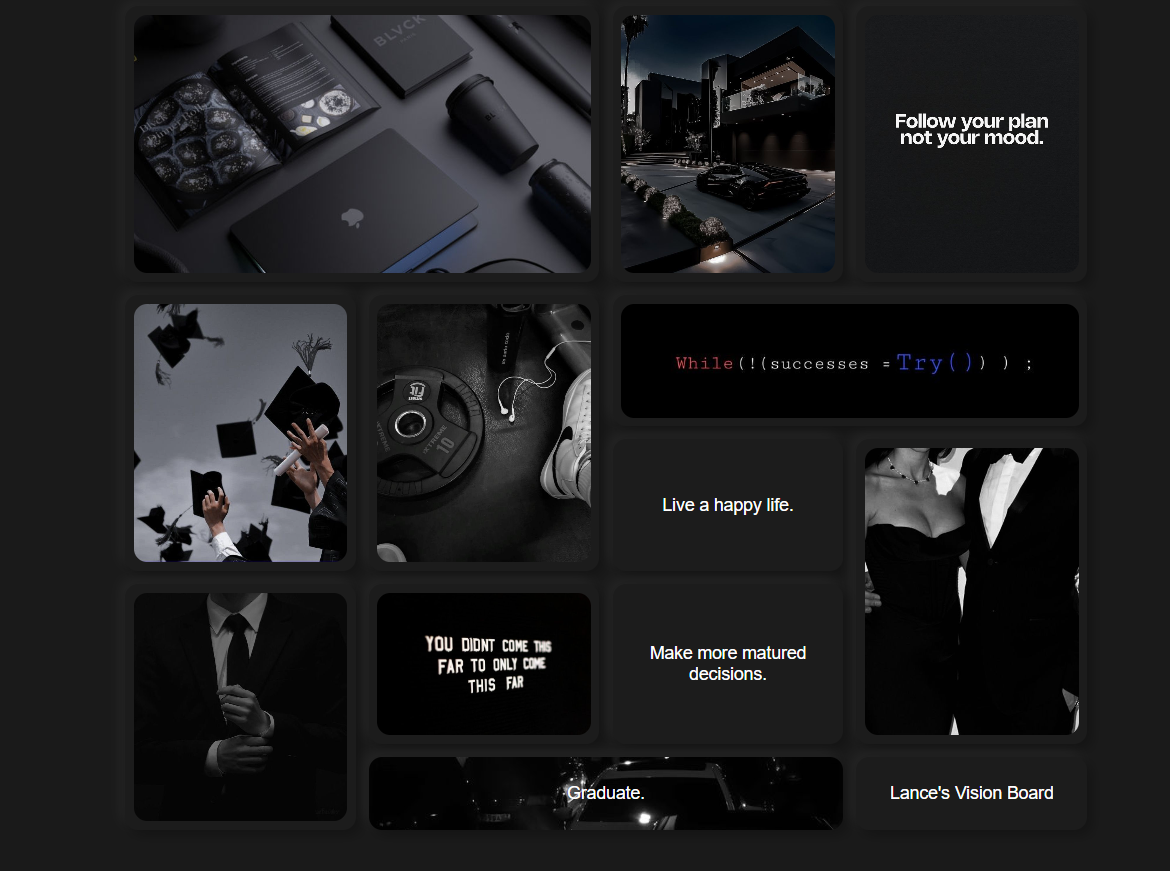 BLVCK
Follow your plan
not your mood.
While(!(successes = Try() ) ) ;
XTREME
10
Live a happy life.
YOU DIDNT COME THIS
FAR TO ONLY COME
THIS FAR
Make more matured
decisions.
Graduate.
Lance's Vision Board